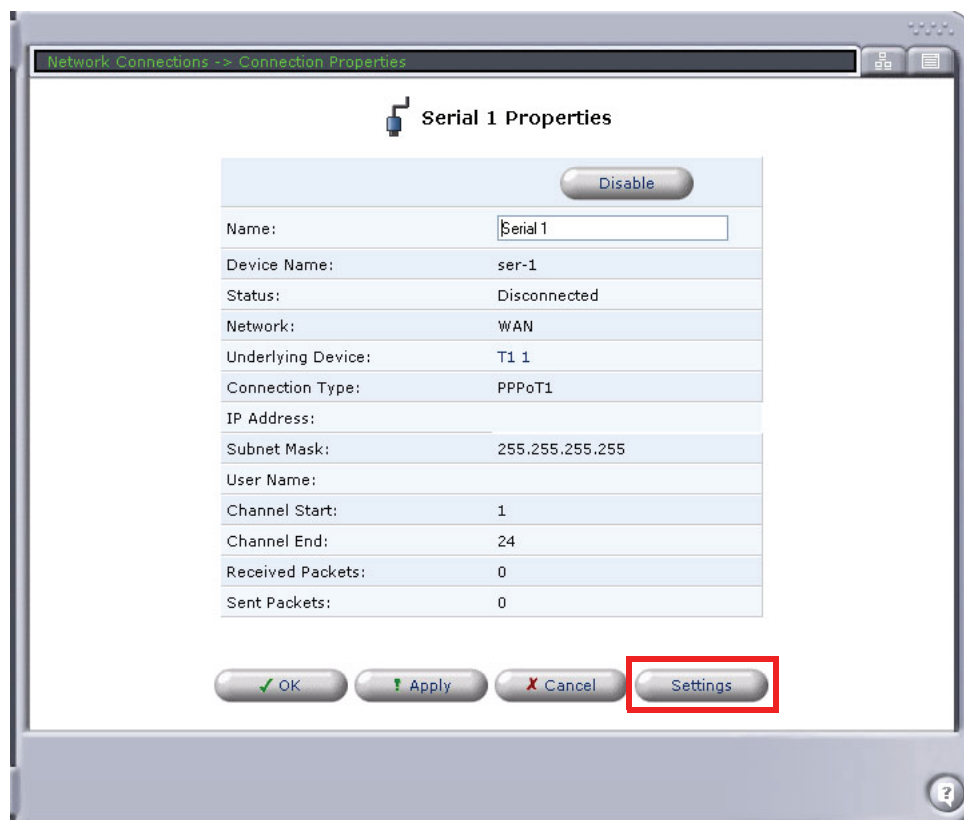 Network Connections -> Connection Properties
Serial 1 Properties
Disable
Name: Serial 1
Device Name: ser-1
Status: Disconnected
Network: WAN
Underlying Device: T1 1
Connection Type: PPPoT1
IP Address:
Subnet Mask: 255.255.255.255
User Name:
Channel Start: 1
Channel End: 24
Received Packets: 0
Sent Packets: 0
OK Apply Cancel Settings
?